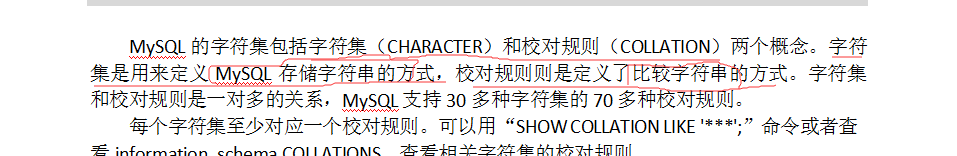 MySQL 的字符集包括字符集（CHARACTER）和校对规则（COLLATION）两个概念。字符
集是用来定义 MySQL 存储字符串的方式，校对规则则是定义了比较字符串的方式。字符集
和校对规则是一对多的关系，MySQL 支持 30 多种字符集的 70 多种校对规则。
每个字符集至少对应一个校对规则。可以用“SHOW COLLATION LIKE '***';”命令或者查
看 information_schema.COLLATIONS，查看相关字符集的校对规则。